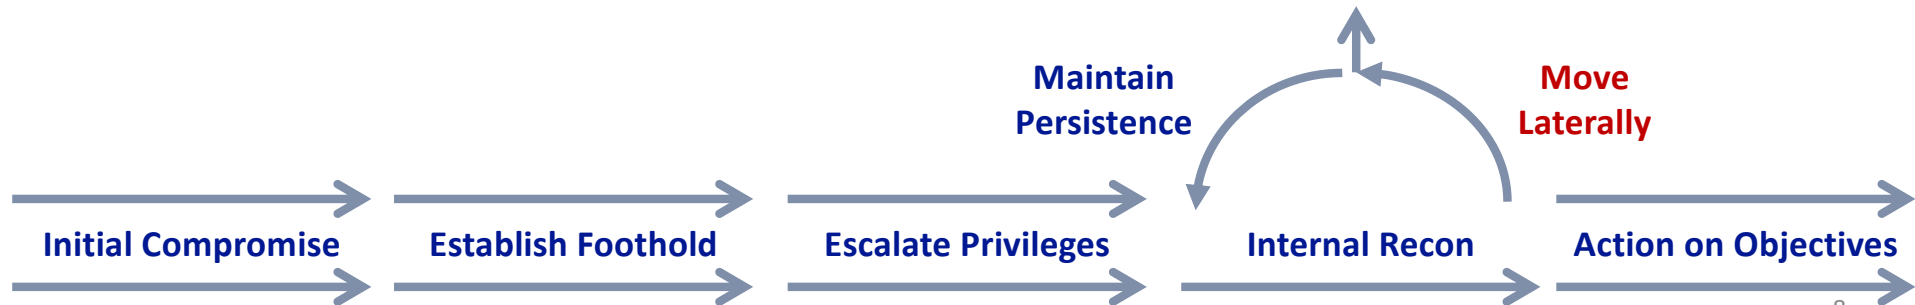 Maintain
Persistence
Move
Laterally
Initial Compromise
Establish Foothold
Escalate Privileges
Internal Recon
Action on Objectives